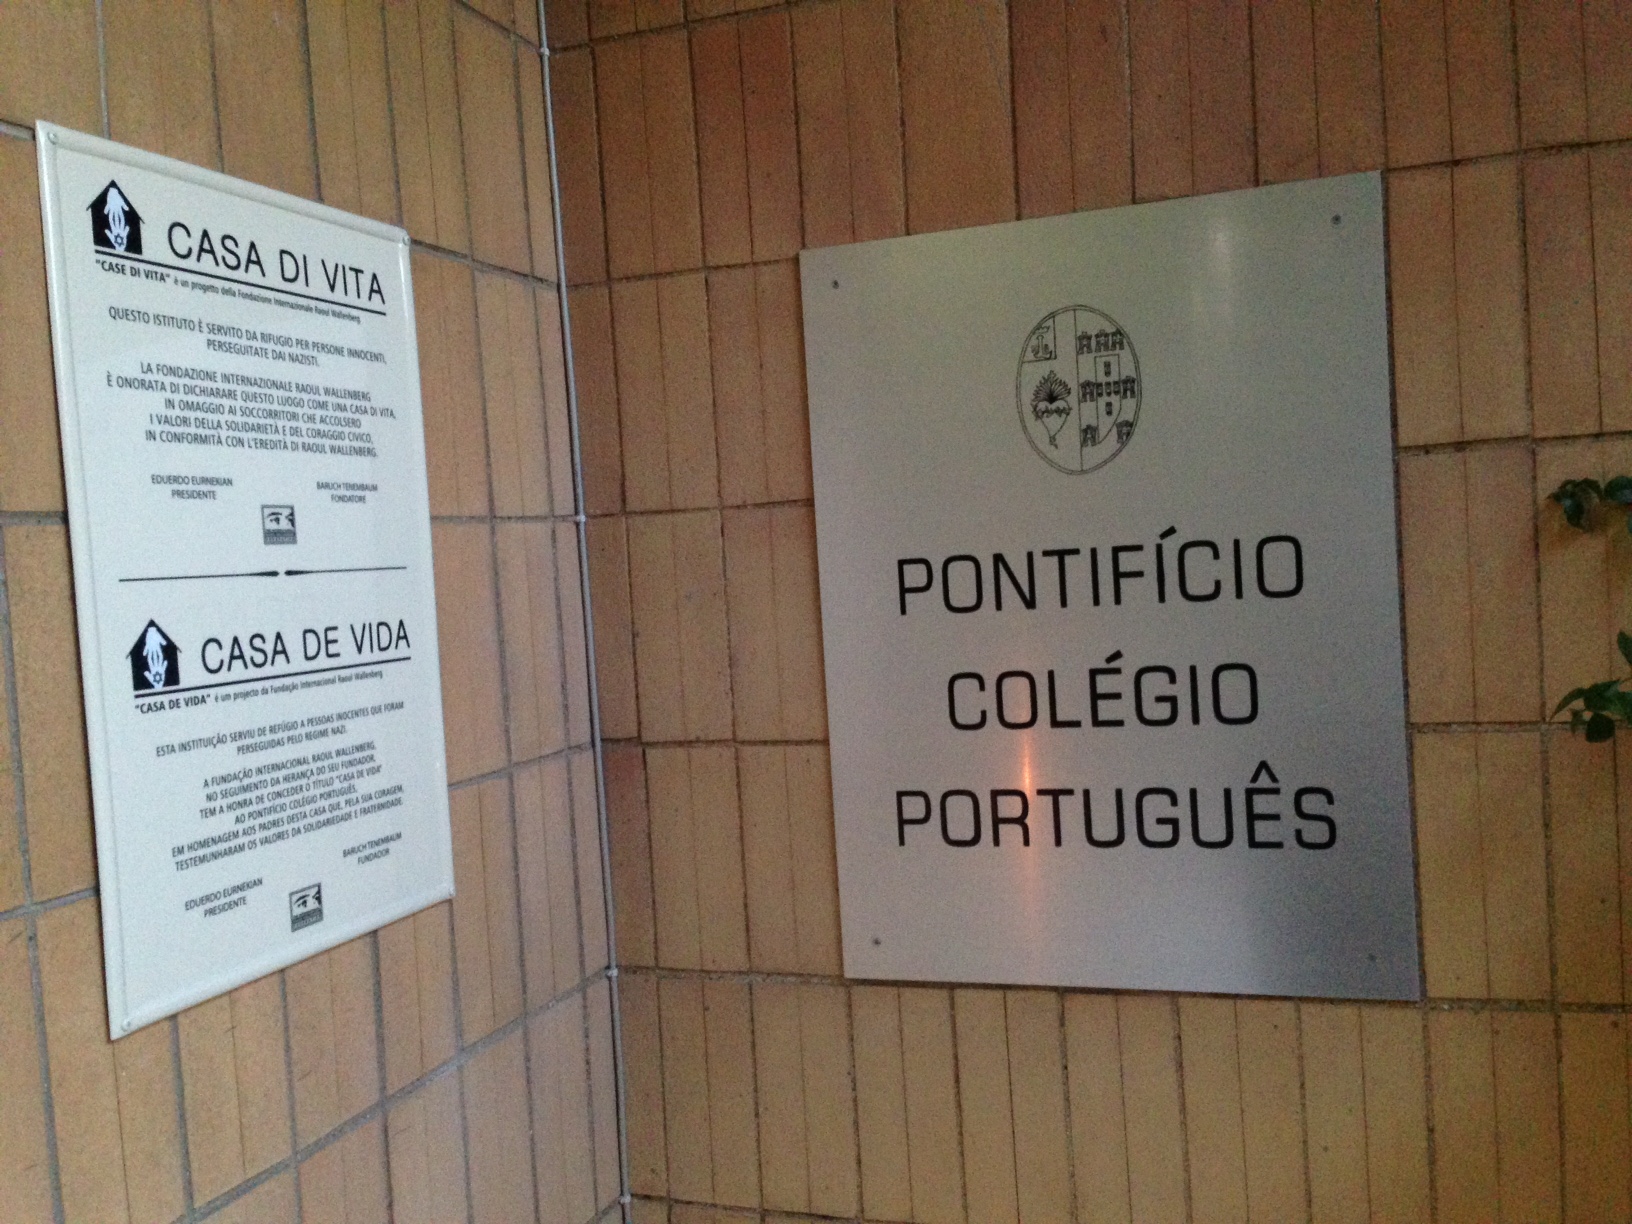 CASA DI VITA
"CASE DI VITA" è un progetto della Fondazione Internazionale Raoul Wallenberg
QUESTO ISTITUTO È SERVITO DA RIFUGIO PER PERSONE INNOCENTI,
PERSEGUITATE DAI NAZISTI.
LA FONDAZIONE INTERNAZIONALE RAOUL WALLENBERG
È ONORATA DI DICHIARARE QUESTO LUOGO COME UNA CASA DI VITA,
IN OMAGGIO AI SOCCORRITORI CHE ACCOLSERO
I VALORI DELLA SOLIDARIETÀ E DEL CORAGGIO CIVICO,
IN CONFORMITÀ CON L'EREDITÀ DI RAOUL WALLENBERG.
EDUERDO EURNEKIAN
PRESIDENTE
BARUCH TENEMBAUM
FONDATORE
CASA DE VIDA
"CASA DE VIDA" é um projecto da Fundação Internacional Raoul Wallenberg
ESTA INSTITUIÇÃO SERVIU DE REFÚGIO A PESSOAS INOCENTES QUE FORAM
PERSEGUIDAS PELO REGIME NAZI.
A FUNDAÇÃO INTERNACIONAL RAOUL WALLENBERG,
NO SEGUIMENTO DA HERANÇA DO SEU FUNDADOR,
TEM A HONRA DE CONCEDER O TÍTULO "CASA DE VIDA"
AO PONTIFÍCIO COLÉGIO PORTUGUÊS,
EM HOMENAGEM AOS PADRES DESTA CASA QUE, PELA SUA CORAGEM,
TESTEMUNHARAM OS VALORES DA SOLIDARIEDADE E FRATERNIDADE.
EDUERDO EURNEKIAN
PRESIDENTE
BARUCH TENEMBAUM
FUNDADOR
PONTIFÍCIO
COLÉGIO
PORTUGUÊS